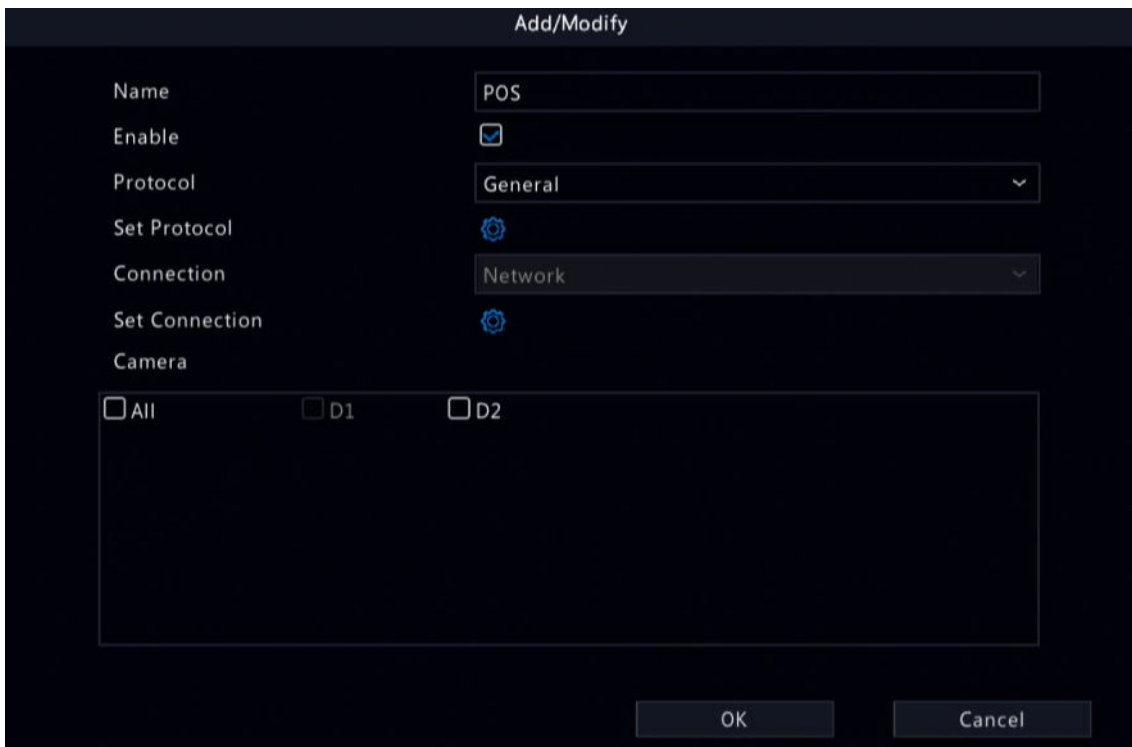 Add/Modify
Name POS
Enable
Protocol General
Set Protocol
Connection Network
Set Connection
Camera
All D1 D2
OK Cancel